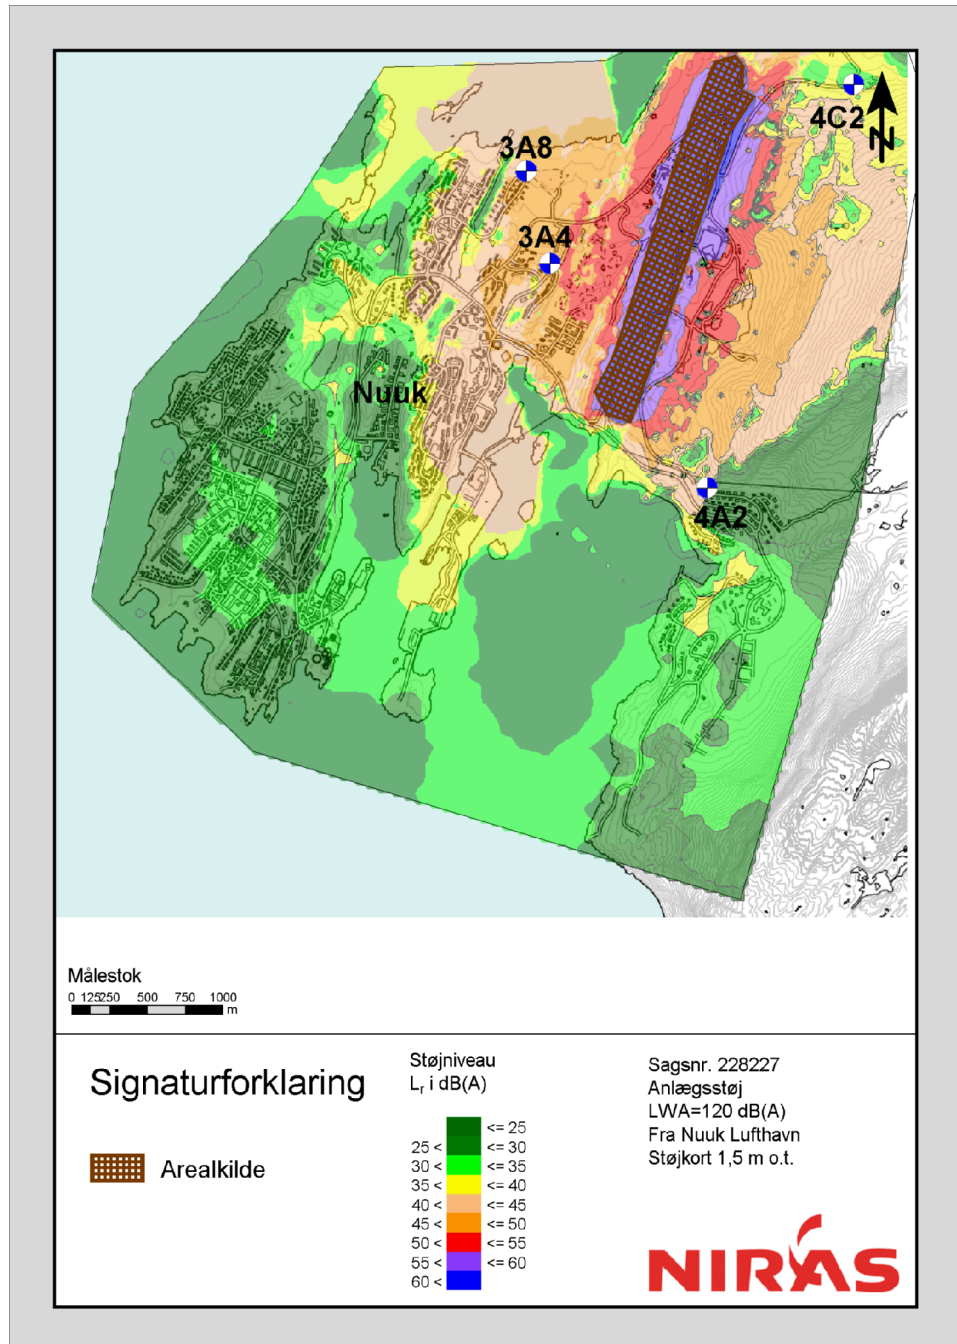 3A8
4C2
N
3A4
Nuuk
4A2
Målestok
0 125250 500 750 1000
m
Signaturforklaring
Arealkilde
Støjniveau
Lr i dB(A)
<= 25
25 < <= 30
30 < <= 35
35 < <= 40
40 < <= 45
45 < <= 50
50 < <= 55
55 < <= 60
60 <
Sagsnr. 228227
Anlægsstøj
LWA=120 dB(A)
Fra Nuuk Lufthavn
Støjkort 1,5 m o.t.
NIRAS